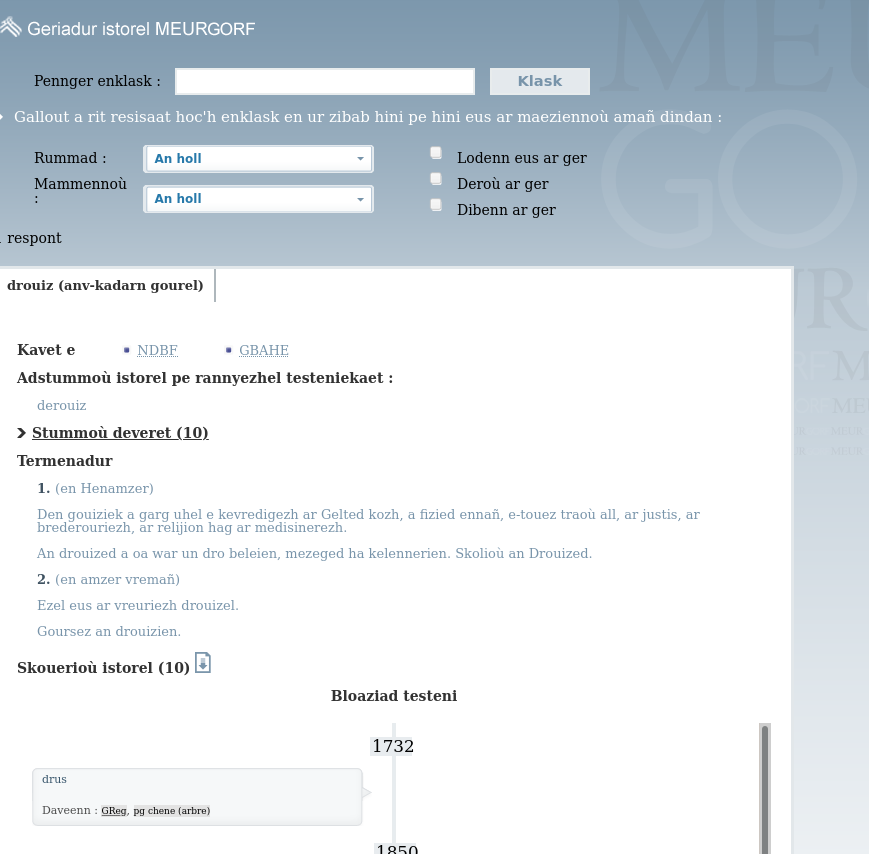 Geriadur istorel MEURGORF
Pennger enklask :
Klask
Gallout a rit resisaat hoc'h enklask en ur zibab hini pe hini eus ar maeziennoù amañ dindan :
Rummad :
An holl
Lodenn eus ar ger
Mammennoù :
An holl
Deroù ar ger
Dibenn ar ger
respont
drouiz (anv-kadarn gourel)
Kavet e
NDBF
GBAHE
Adstummoù istorel pe rannyezhel testeniekaet :
derouiz
Stummoù deveret (10)
Termenadur
1. (en Henamzer)
Den gouiziek a garg uhel e kevredigezh ar Gelted kozh, a fizied ennañ, e-touez traoù all, ar justis, ar
brederouriezh, ar relijion hag ar medisinerezh.
An drouized a oa war un dro beleien, mezeged ha kelennerien. Skolioù an Drouized.
2. (en amzer vremañ)
Ezel eus ar vreuriezh drouizel.
Goursez an drouizien.
Skouerioù istorel (10)
Bloaziad testeni
1732
drus
Daveenn : GReg, pg chene (arbre)
1850